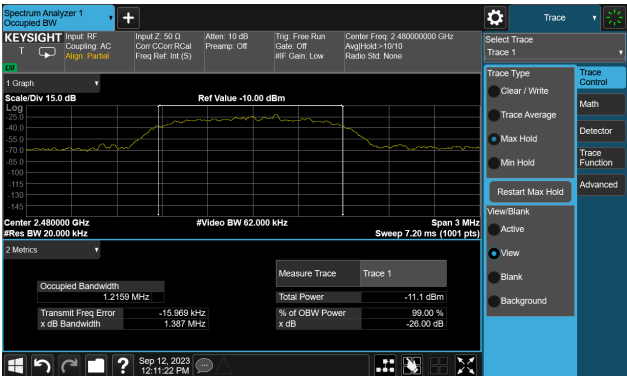 Spectrum Analyzer 1
Occupied BW
Trace
KEYSIGHT
Input: RF
Input Z: 50 Ω
Atten: 10 dB
Trig: Free Run
Center Freq: 2.480000000 GHz
Coupling: AC
Corr CCorr RCal
Preamp: Off
Gate: Off
Avg|Hold:>10/10
Align: Partial
Freq Ref: Int (S)
#IF Gain: Low
Radio Std: None
T
LXI
Select Trace
Trace 1
1 Graph
Scale/Div 15.0 dB
Ref Value -10.00 dBm
Log
-25.0
-40.0
-55.0
-70.0
-85.0
-100
-115
-130
-145
Center 2.480000 GHz
#Video BW 62.000 kHz
Span 3 MHz
#Res BW 20.000 kHz
Sweep 7.20 ms (1001 pts)
2 Metrics
Measure Trace
Trace 1
Occupied Bandwidth
1.2159 MHz
Total Power
-11.1 dBm
Transmit Freq Error
-15.969 kHz
% of OBW Power
99.00 %
x dB Bandwidth
1.387 MHz
x dB
-26.00 dB
Trace Type
Clear / Write
Trace Average
Max Hold
Min Hold
Restart Max Hold
View/Blank
Active
View
Blank
Background
Trace
Control
Math
Detector
Trace
Function
Advanced
?
Sep 12, 2023
12:11:22 PM